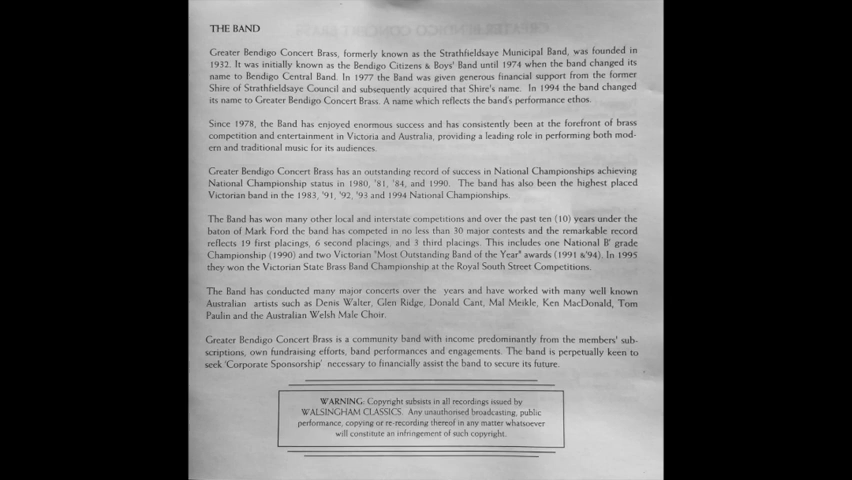 THE BAND
Greater Bendigo Concert Brass, formerly known as the Strathfieldsaye Municipal Band, was founded in
1932. It was initially known as the Bendigo Citizens & Boys' Band until 1974 when the band changed its
name to Bendigo Central Band. In 1977 the Band was given generous financial support from the former
Shire of Strathfieldsaye Council and subsequently acquired that Shire's name. In 1994 the band changed
its name to Greater Bendigo Concert Brass. A name which reflects the band's performance ethos.
Since 1978, the Band has enjoyed enormous success and has consistently been at the forefront of brass
competition and entertainment in Victoria and Australia, providing a leading role in performing both mod-
ern and traditional music for its audiences.
Greater Bendigo Concert Brass has an outstanding record of success in National Championships achieving
National Championship status in 1980, '81, '84, and 1990. The band has also been the highest placed
Victorian band in the 1983, '91, '92, '93 and 1994 National Championships.
The Band has won many other local and interstate competitions and over the past ten (10) years under the
baton of Mark Ford the band has competed in no less than 30 major contests and the remarkable record
reflects 19 first placings, 6 second placings, and 3 third placings. This includes one National B' grade
Championship (1990) and two Victorian "Most Outstanding Band of the Year" awards (1991 &'94). In 1995
they won the Victorian State Brass Band Championship at the Royal South Street Competitions.
The Band has conducted many major concerts over the years and have worked with many well known
Australian artists such as Denis Walter, Glen Ridge, Donald Cant, Mal Meikle, Ken MacDonald, Tom
Paulin and the Australian Welsh Male Choir.
Greater Bendigo Concert Brass is a community band with income predominantly from the members' sub-
scriptions, own fundraising efforts, band performances and engagements. The band is perpetually keen to
seek 'Corporate Sponsorship' necessary to financially assist the band to secure its future.
WARNING: Copyright subsists in all recordings issued by
WALSINGHAM CLASSICS. Any unauthorised broadcasting, public
performance, copying or re-recording thereof in any matter whatsoever
will constitute an infringement of such copyright.